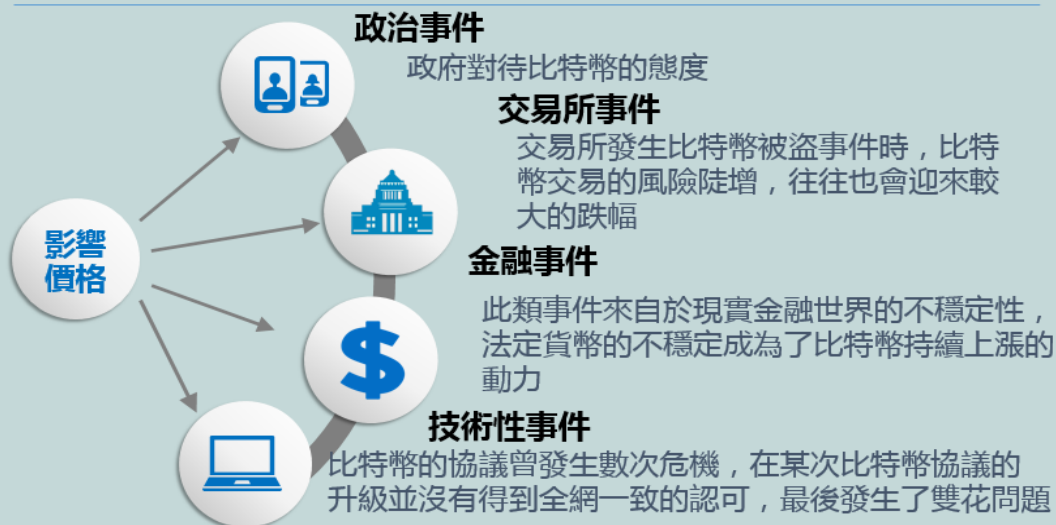 影響
價格
政治事件
政府對待比特幣的態度
交易所事件
交易所發生比特幣被盜事件時，比特
幣交易的風險陡增，往往也會迎來較
大的跌幅
金融事件
此類事件來自於現實金融世界的不穩定性，
法定貨幣的不穩定成為了比特幣持續上漲的
動力
$
技術性事件
比特幣的協議曾發生數次危機，在某次比特幣協議的
升級並沒有得到全網一致的認可，最後發生了雙花問題